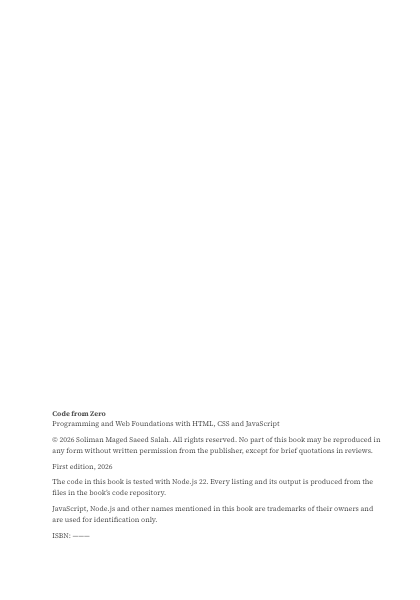 Code from Zero
Programming and Web Foundations with HTML, CSS and JavaScript
© 2026 Soliman Maged Saeed Salah. All rights reserved. No part of this book may be reproduced in
any form without written permission from the publisher, except for brief quotations in reviews.
First edition, 2026
The code in this book is tested with Node.js 22. Every listing and its output is produced from the
files in the book's code repository.
JavaScript, Node.js and other names mentioned in this book are trademarks of their owners and
are used for identification only.
ISBN: ———